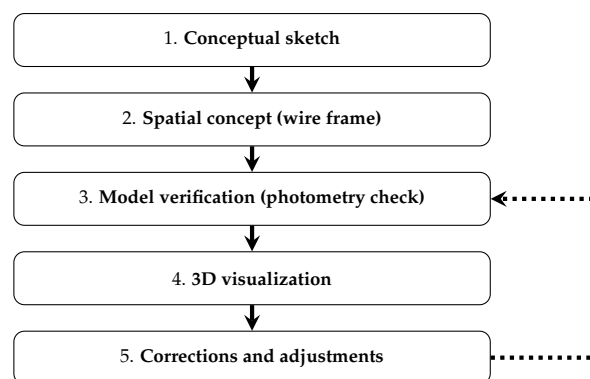 1. Conceptual sketch
2. Spatial concept (wire frame)
3. Model verification (photometry check)
4. 3D visualization
5. Corrections and adjustments